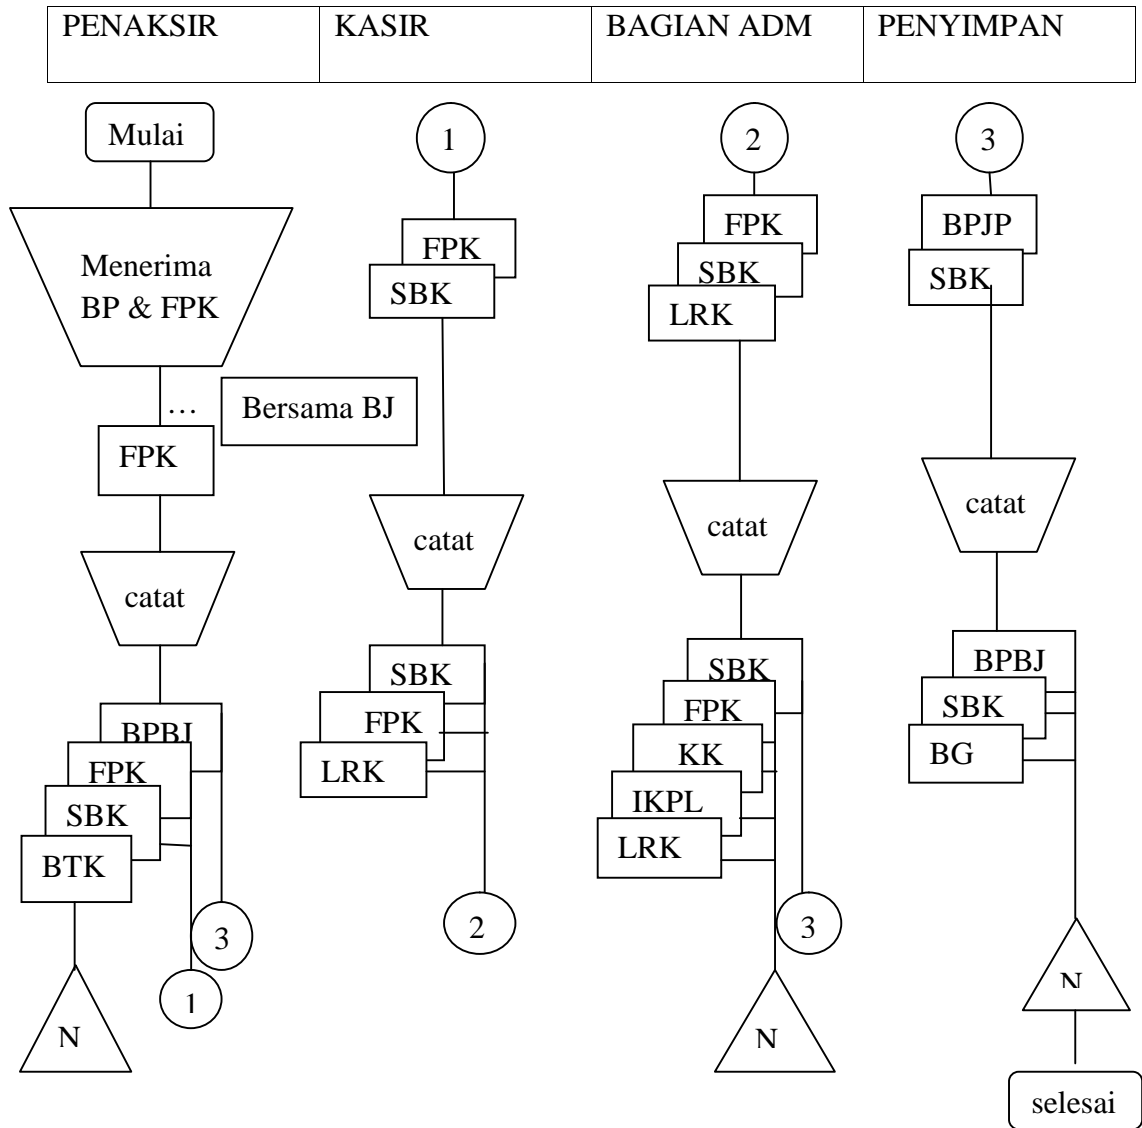 PENAKSIR
KASIR
BAGIAN ADM
PENYIMPAN
Mulai
Menerima
BP & FPK
…
Bersama BJ
FPK
catat
BPBJ
FPK
SBK
BTK
3
1
N
1
FPK
SBK
catat
SBK
FPK
LRK
2
2
FPK
SBK
LRK
catat
SBK
FPK
KK
IKPL
LRK
3
N
3
BPJP
SBK
catat
BPBJ
SBK
BG
N
selesai